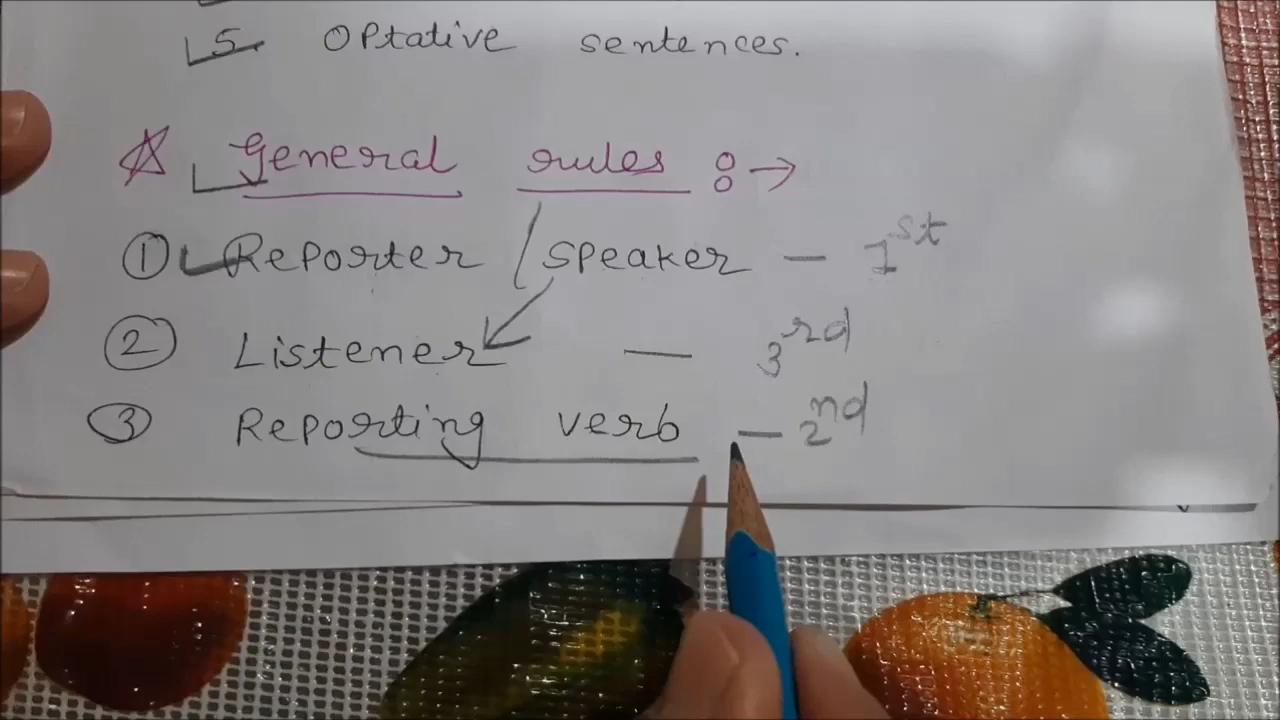 5. Optative sentences.
General rules :→
① Reporter / speaker - 1st
② Listener - 3rd
③ Reporting verb - 2nd